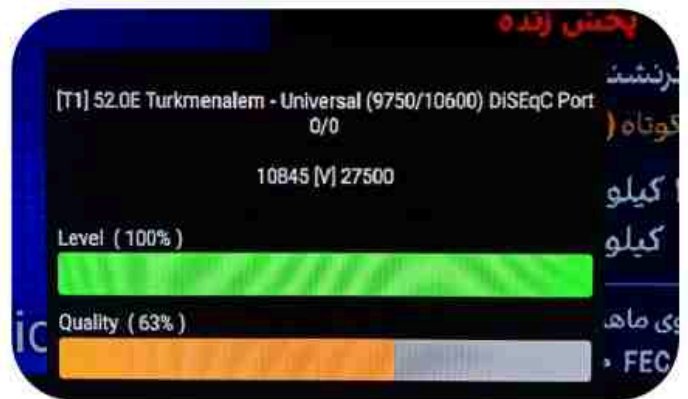 پخش زنده
[T1] 52.0E Turkmenalem - Universal (9750/10600) DiSEqC Port
0/0
کوتاه (
10845 [V] 27500
کیلو
Level ( 100% )
کیلو
Quality ( 63% )
FEC